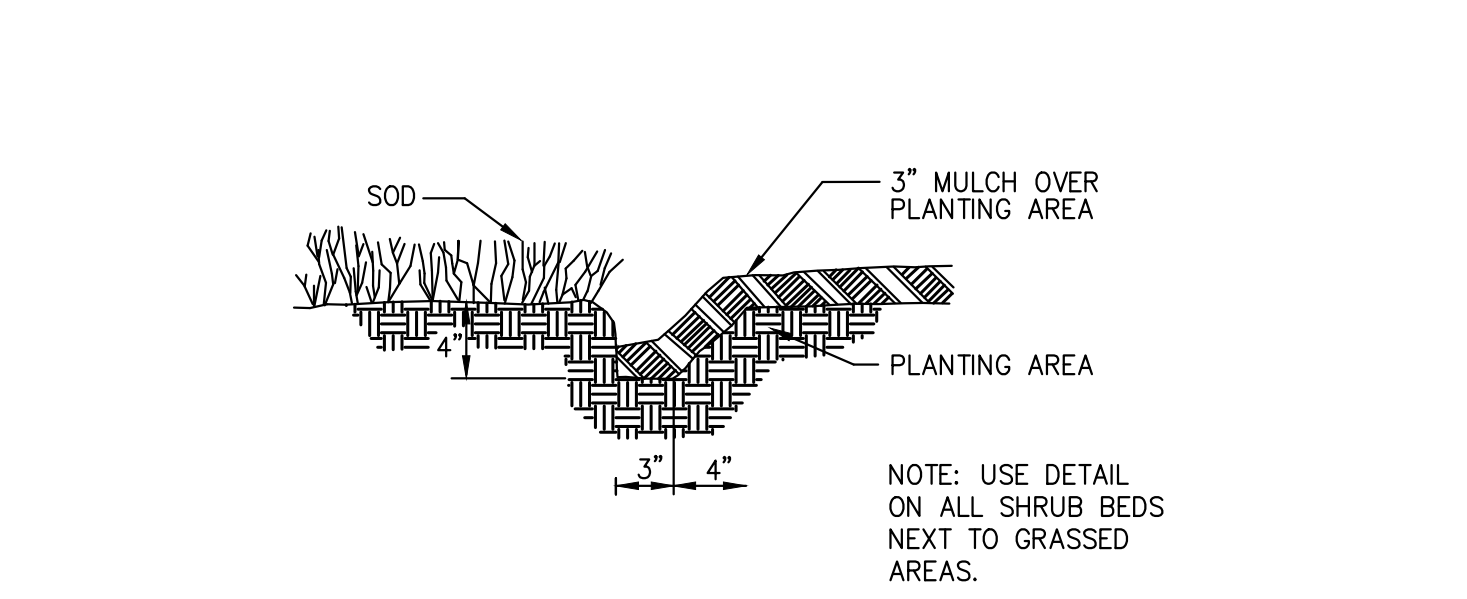 SOD
3" MULCH OVER
PLANTING AREA
4"
PLANTING AREA
3"
4"
NOTE: USE DETAIL
ON ALL SHRUB BEDS
NEXT TO GRASSED
AREAS.